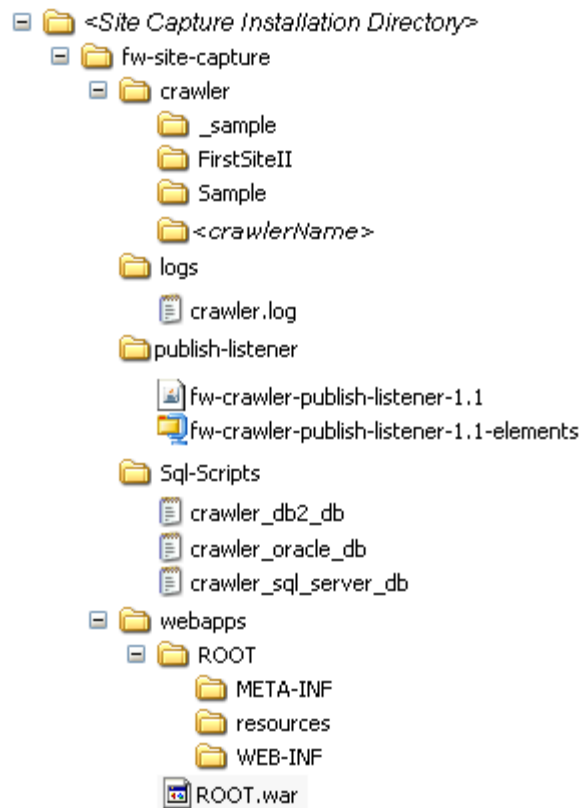 <Site Capture Installation Directory>
fw-site-capture
crawler
_sample
FirstSiteII
Sample
<crawlerName>
logs
crawler.log
publish-listener
fw-crawler-publish-listener-1.1
fw-crawler-publish-listener-1.1-elements
Sql-Scripts
crawler_db2_db
crawler_oracle_db
crawler_sql_server_db
webapps
ROOT
META-INF
resources
WEB-INF
ROOT.war